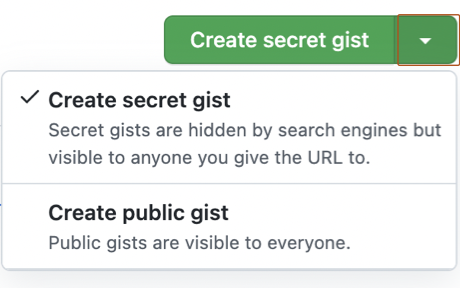 Create secret gist
Create secret gist
Secret gists are hidden by search engines but
visible to anyone you give the URL to.
Create public gist
Public gists are visible to everyone.